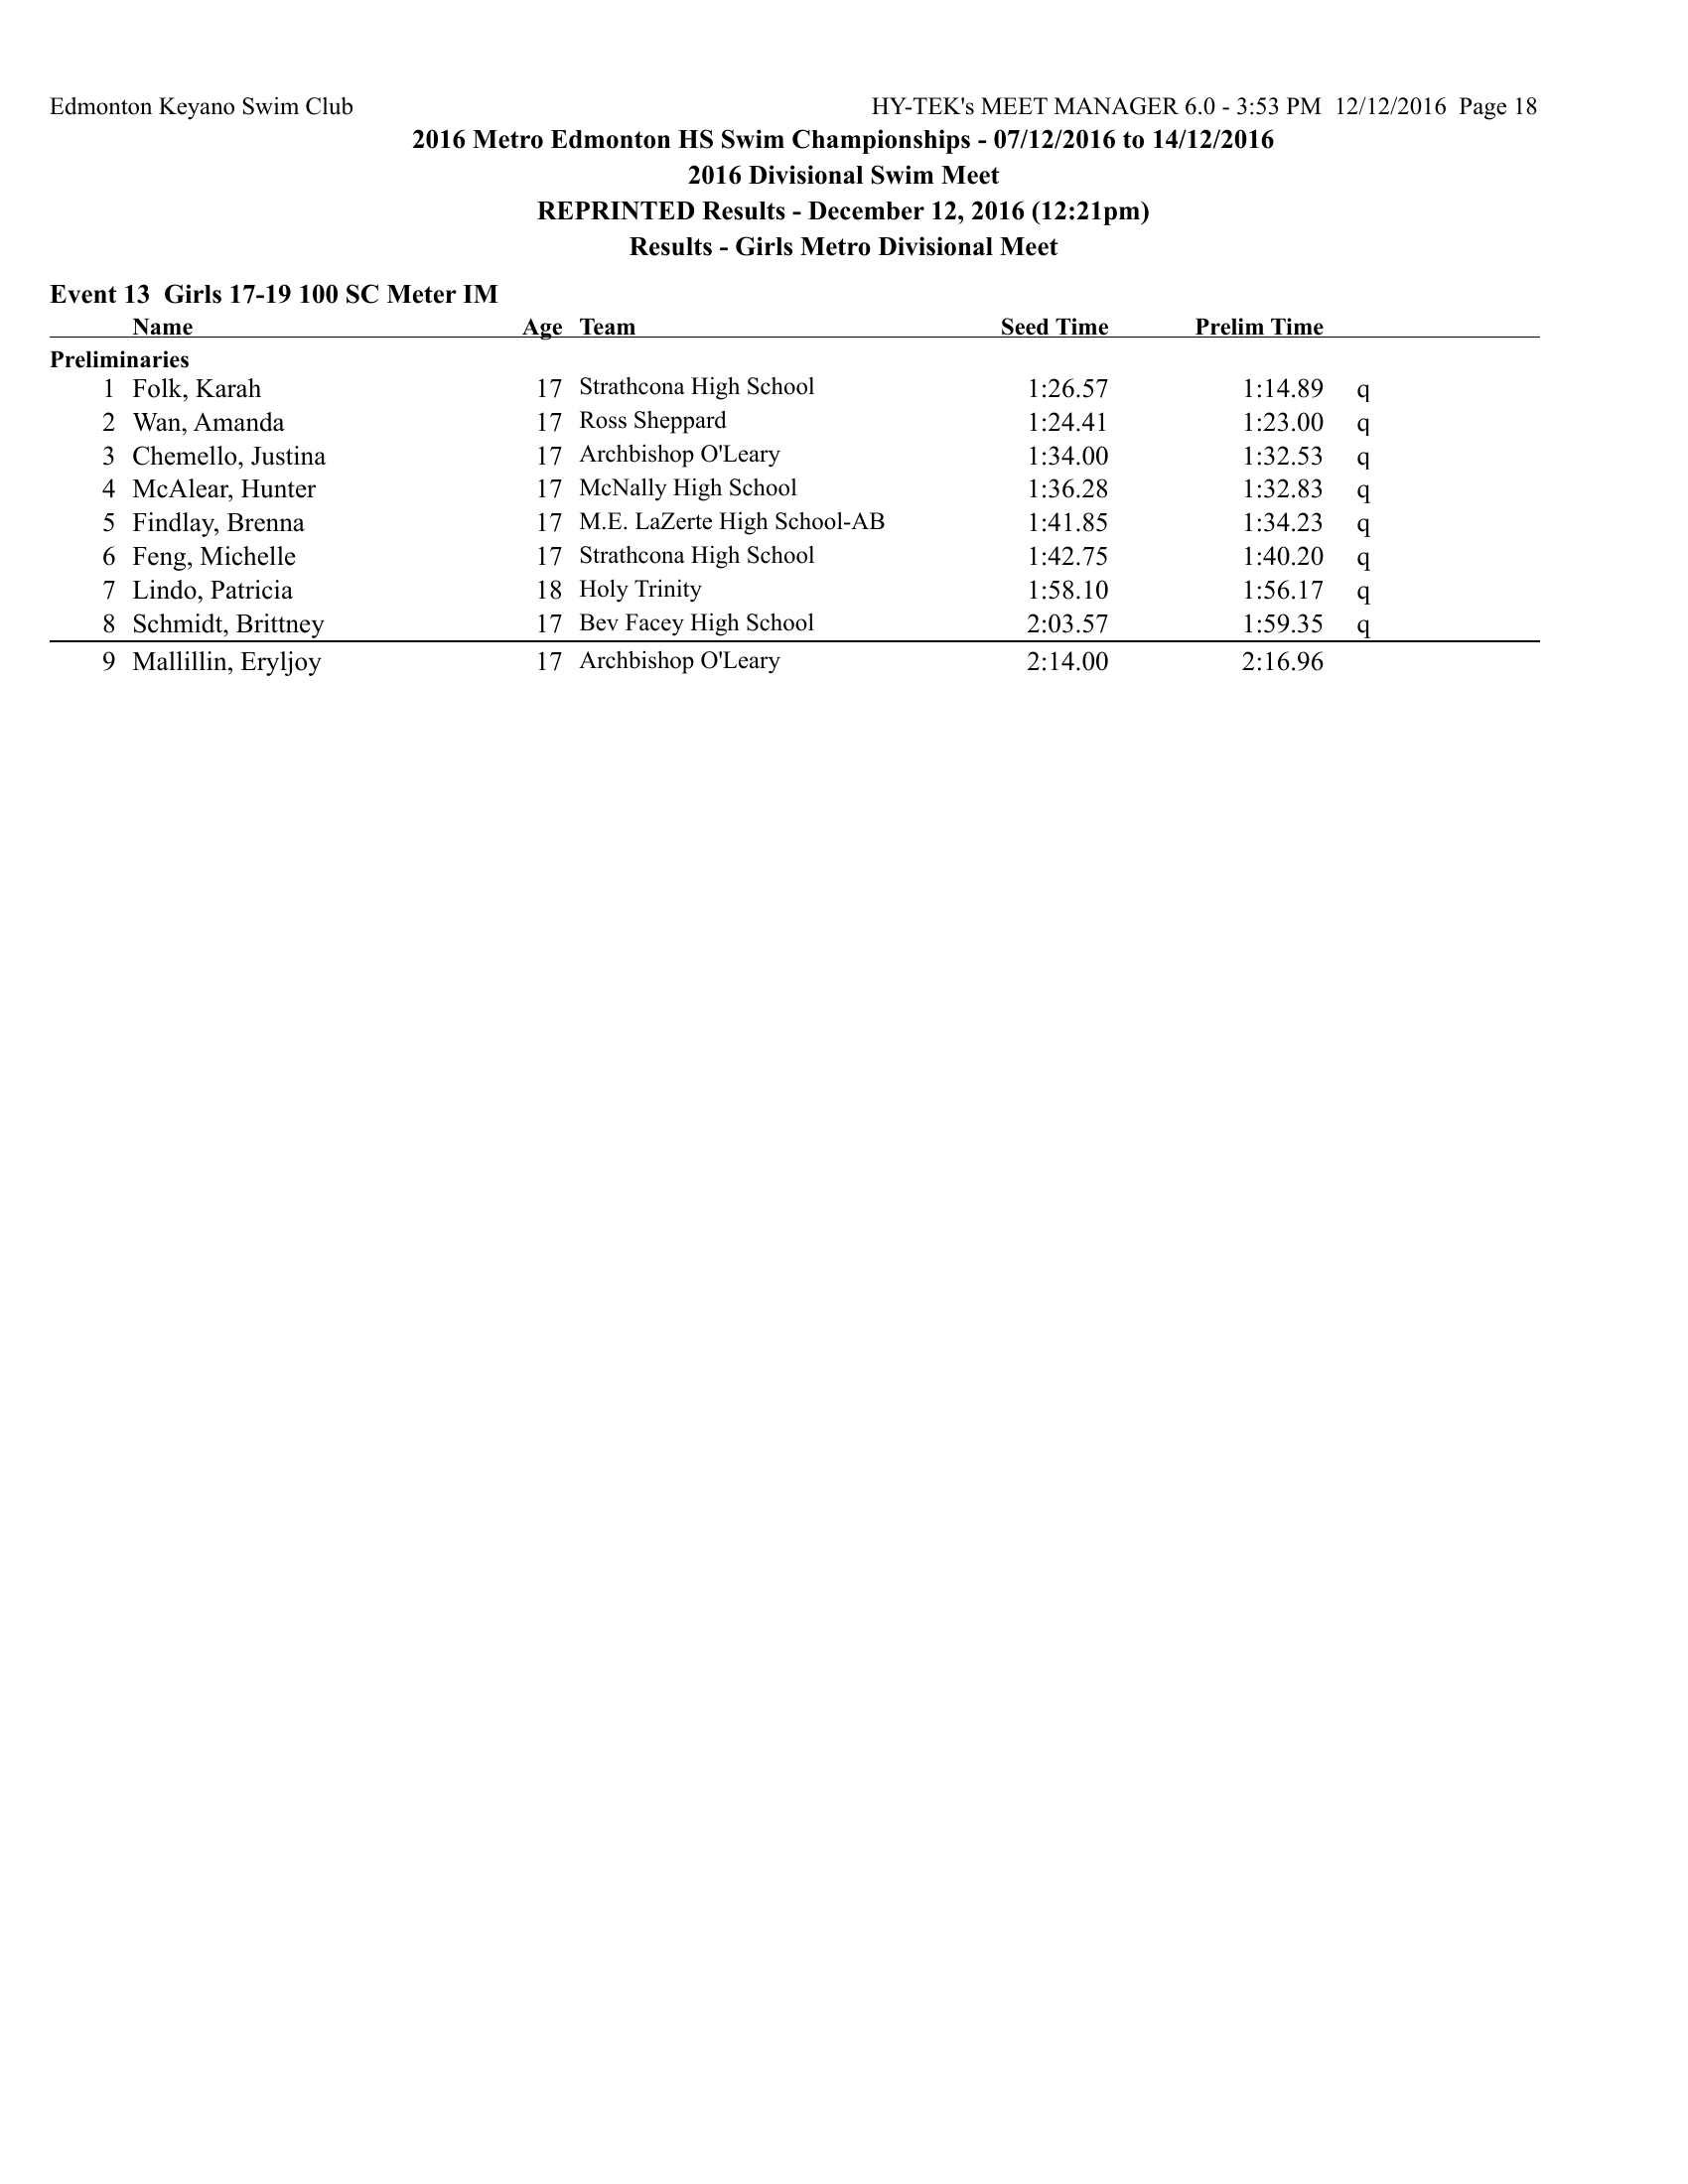 Edmonton Keyano Swim Club HY-TEK's MEET MANAGER 6.0 - 3:53 PM 12/12/2016 Page 18
2016 Metro Edmonton HS Swim Championships - 07/12/2016 to 14/12/2016
2016 Divisional Swim Meet
REPRINTED Results - December 12, 2016 (12:21pm)
Results - Girls Metro Divisional Meet
Event 13 Girls 17-19 100 SC Meter IM
Name Age Team Seed Time Prelim Time
Preliminaries
1 Folk, Karah 17 Strathcona High School 1:26.57 1:14.89 q
2 Wan, Amanda 17 Ross Sheppard 1:24.41 1:23.00 q
3 Chemello, Justina 17 Archbishop O'Leary 1:34.00 1:32.53 q
4 McAlear, Hunter 17 McNally High School 1:36.28 1:32.83 q
5 Findlay, Brenna 17 M.E. LaZerte High School-AB 1:41.85 1:34.23 q
6 Feng, Michelle 17 Strathcona High School 1:42.75 1:40.20 q
7 Lindo, Patricia 18 Holy Trinity 1:58.10 1:56.17 q
8 Schmidt, Brittney 17 Bev Facey High School 2:03.57 1:59.35 q
9 Mallillin, Eryljoy 17 Archbishop O'Leary 2:14.00 2:16.96